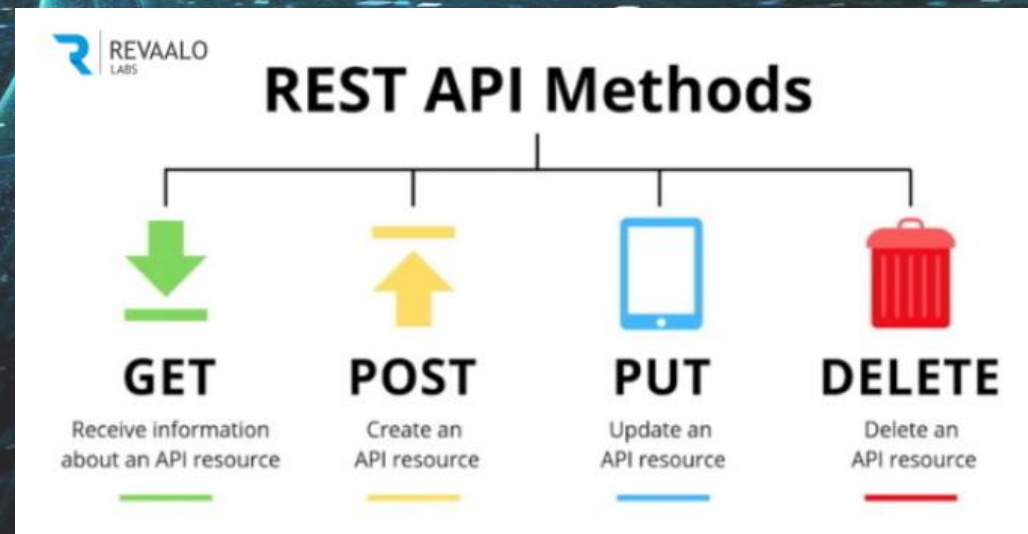 REVAALO
LABS
REST API Methods
GET
Receive information
about an API resource
POST
Create an
API resource
PUT
Update an
API resource
DELETE
Delete an
API resource